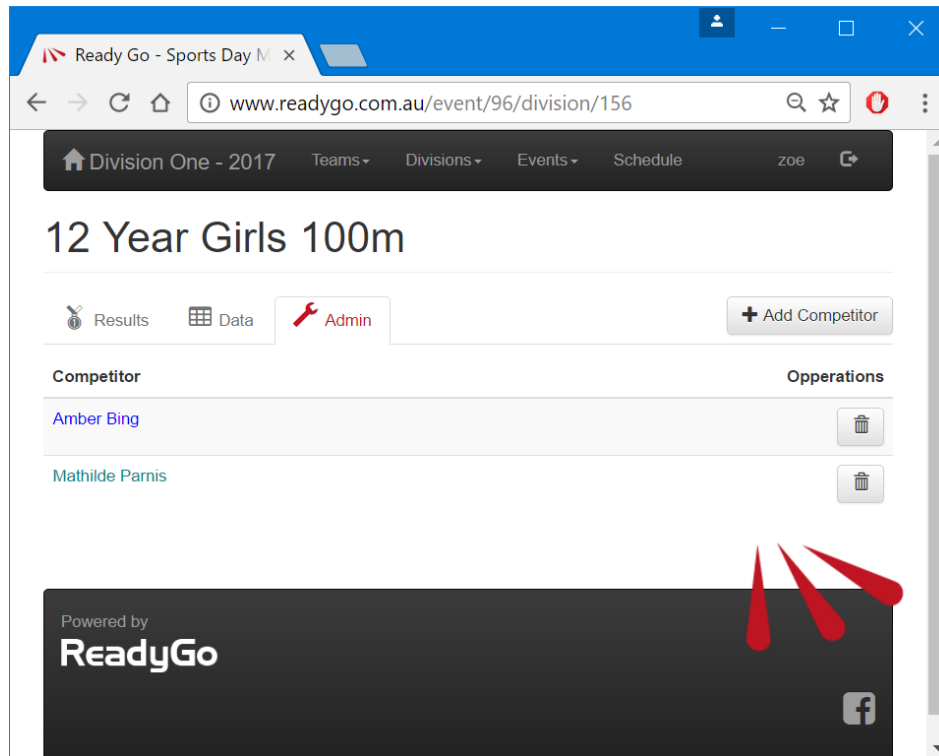 Ready Go - Sports Day M
www.readygo.com.au/event/96/division/156
Division One - 2017 Teams Divisions Events Schedule zoe
12 Year Girls 100m
Results Data Admin Add Competitor
Competitor Opperations
Amber Bing
Mathilde Parnis
Powered by
ReadyGo